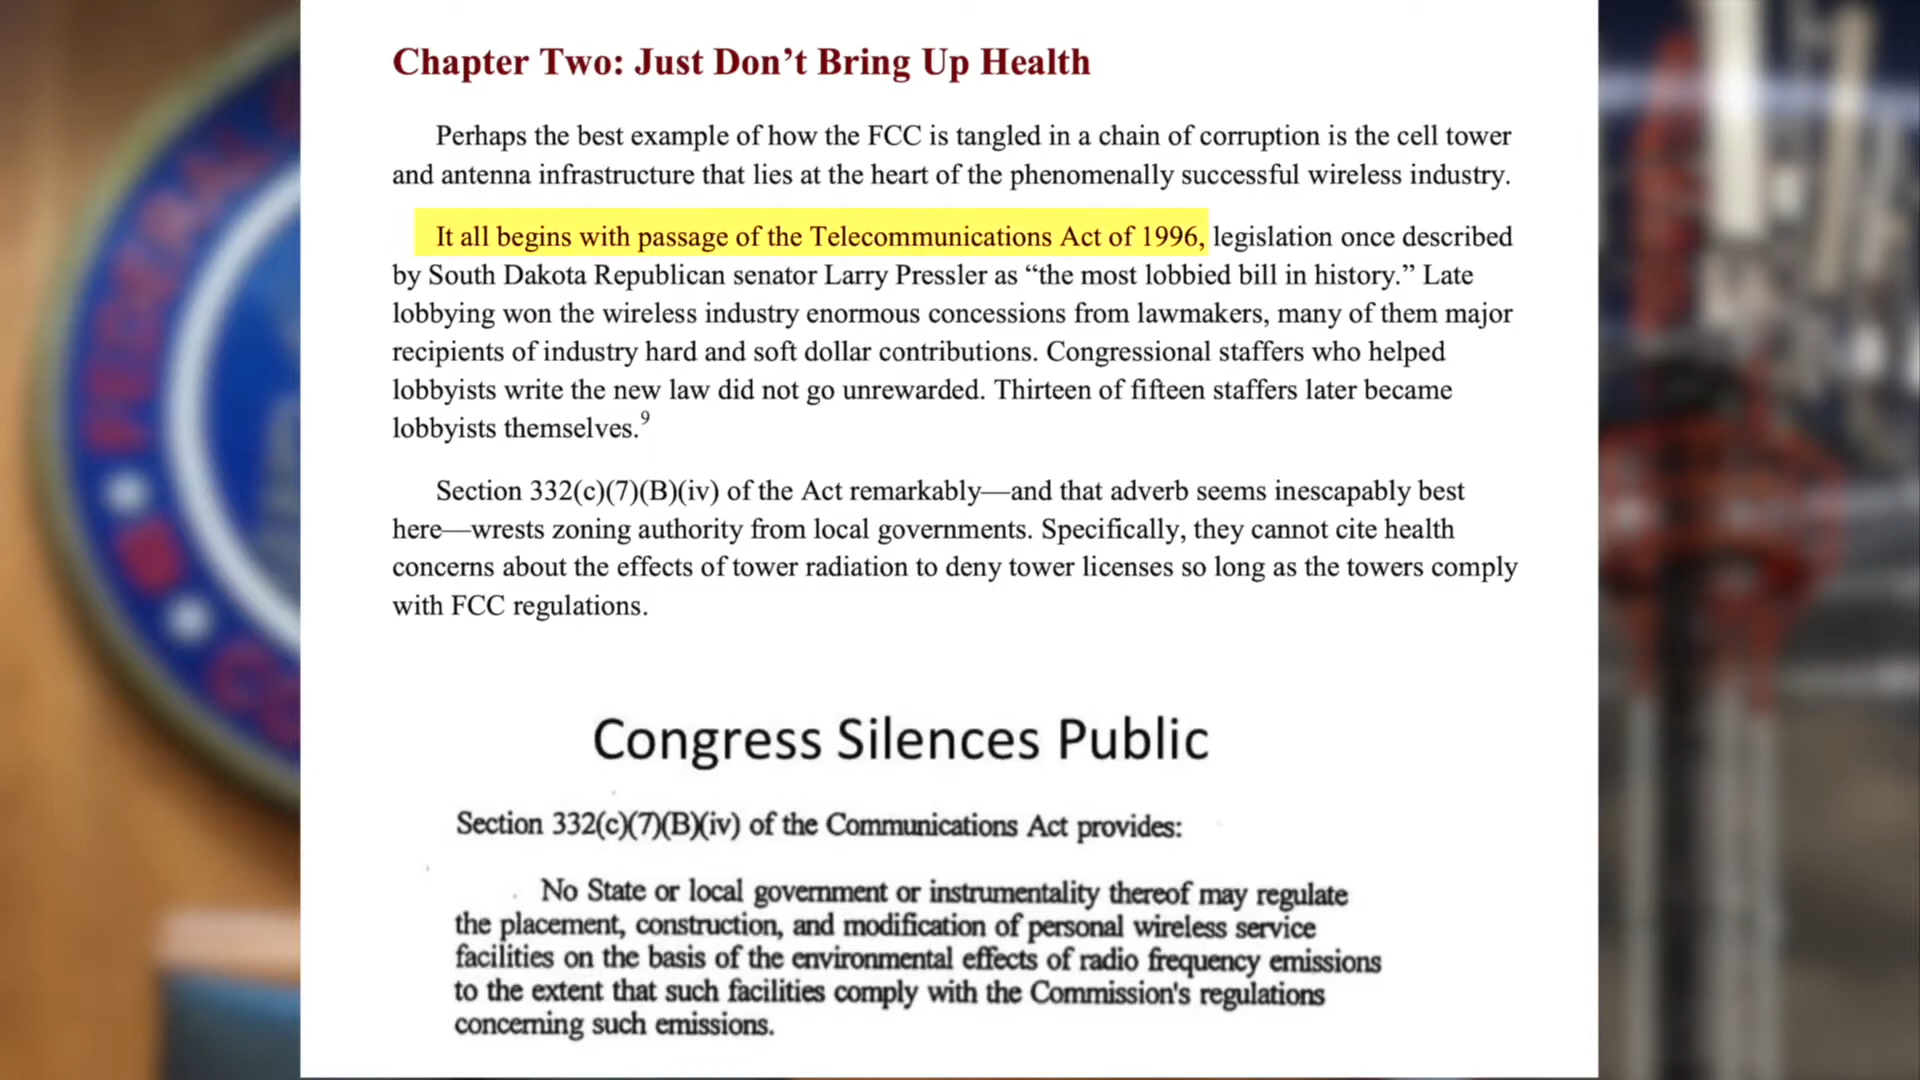 Chapter Two: Just Don’t Bring Up Health
Perhaps the best example of how the FCC is tangled in a chain of corruption is the cell tower
and antenna infrastructure that lies at the heart of the phenomenally successful wireless industry.
It all begins with passage of the Telecommunications Act of 1996, legislation once described
by South Dakota Republican senator Larry Pressler as “the most lobbied bill in history.” Late
lobbying won the wireless industry enormous concessions from lawmakers, many of them major
recipients of industry hard and soft dollar contributions. Congressional staffers who helped
lobbyists write the new law did not go unrewarded. Thirteen of fifteen staffers later became
lobbyists themselves.9
Section 332(c)(7)(B)(iv) of the Act remarkably—and that adverb seems inescapably best
here—wrests zoning authority from local governments. Specifically, they cannot cite health
concerns about the effects of tower radiation to deny tower licenses so long as the towers comply
with FCC regulations.
Congress Silences Public
Section 332(c)(7)(B)(iv) of the Communications Act provides:
No State or local government or instrumentality thereof may regulate
the placement, construction, and modification of personal wireless service
facilities on the basis of the environmental effects of radio frequency emissions
to the extent that such facilities comply with the Commission's regulations
concerning such emissions.